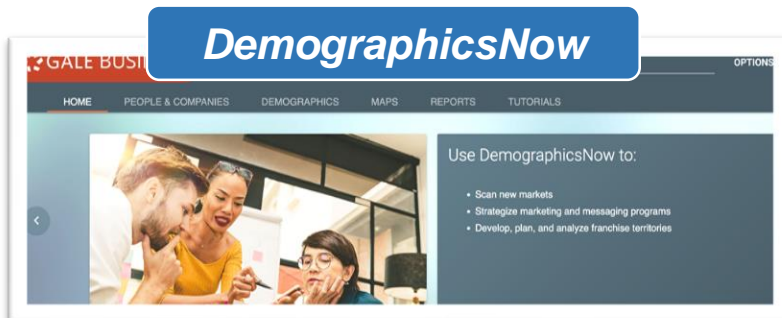 DemographicsNow
GALE BUSI
OPTIONS
HOME PEOPLE & COMPANIES DEMOGRAPHICS MAPS REPORTS TUTORIALS
Use DemographicsNow to:
• Scan new markets
• Strategize marketing and messaging programs
• Develop, plan, and analyze franchise territories